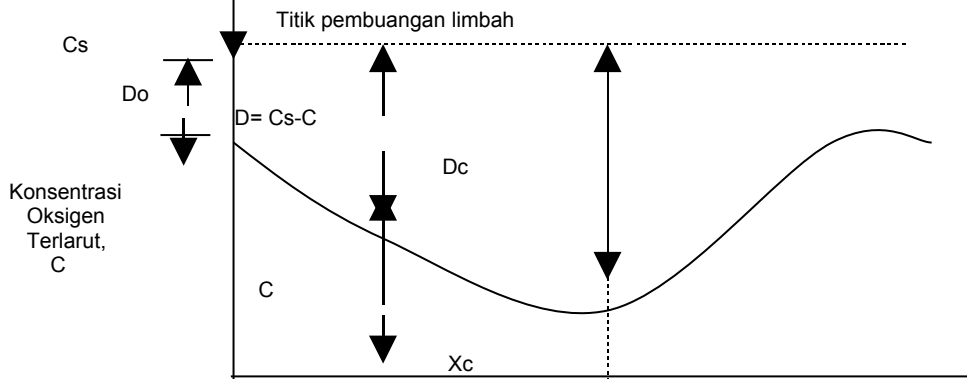 Titik pembuangan limbah
Cs
Do
D= Cs-C
Dc
Konsentrasi
Oksigen
Terlarut,
C
C
Xc